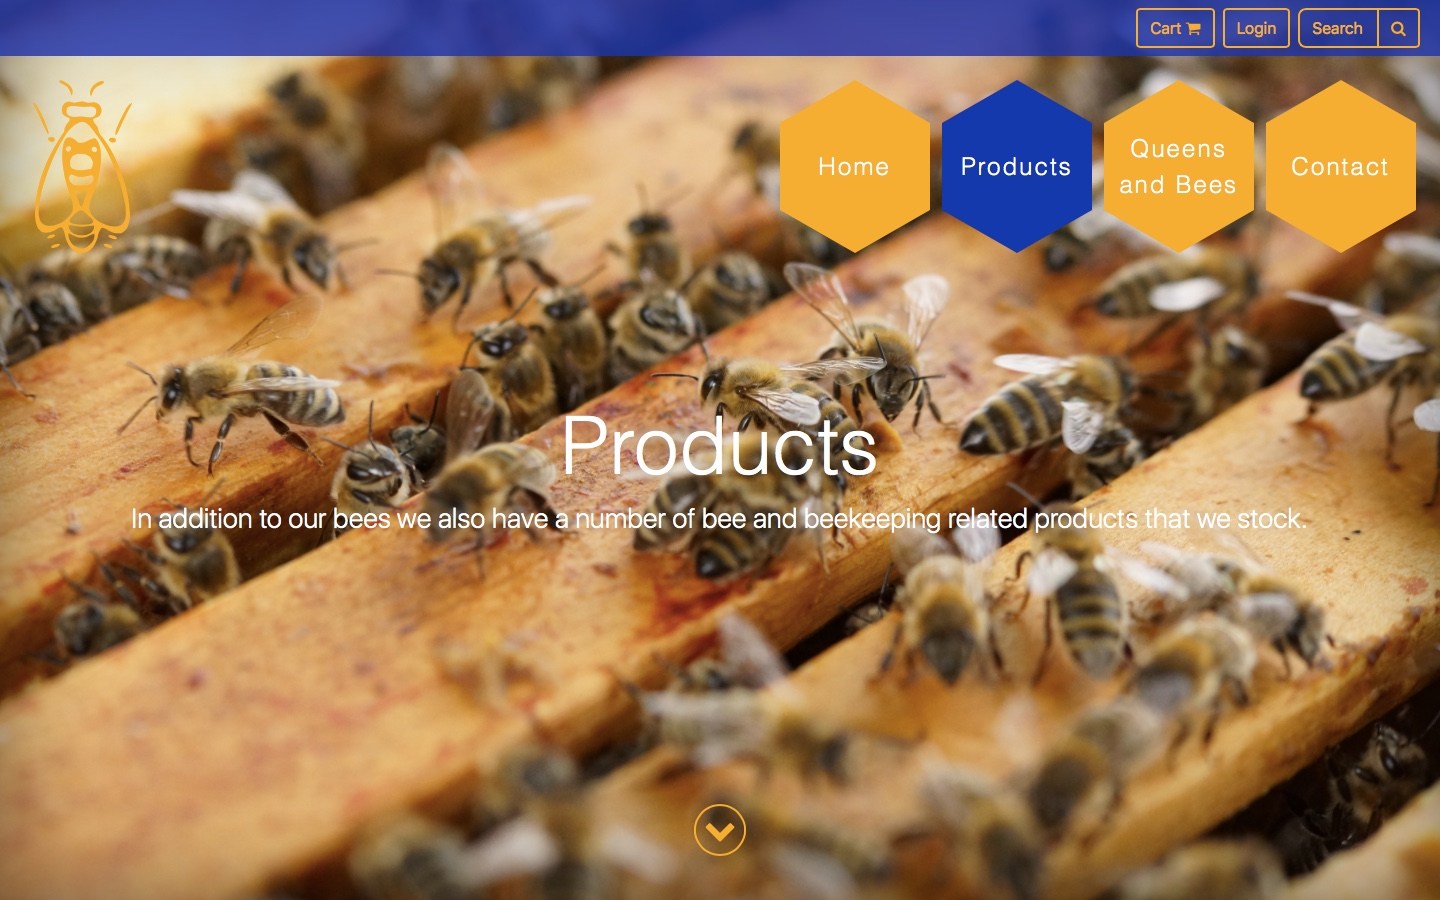 Cart
Login
Search
Home
Products
Queens
and Bees
Contact
Products
In addition to our bees we also have a number of bee and beekeeping related products that we stock.